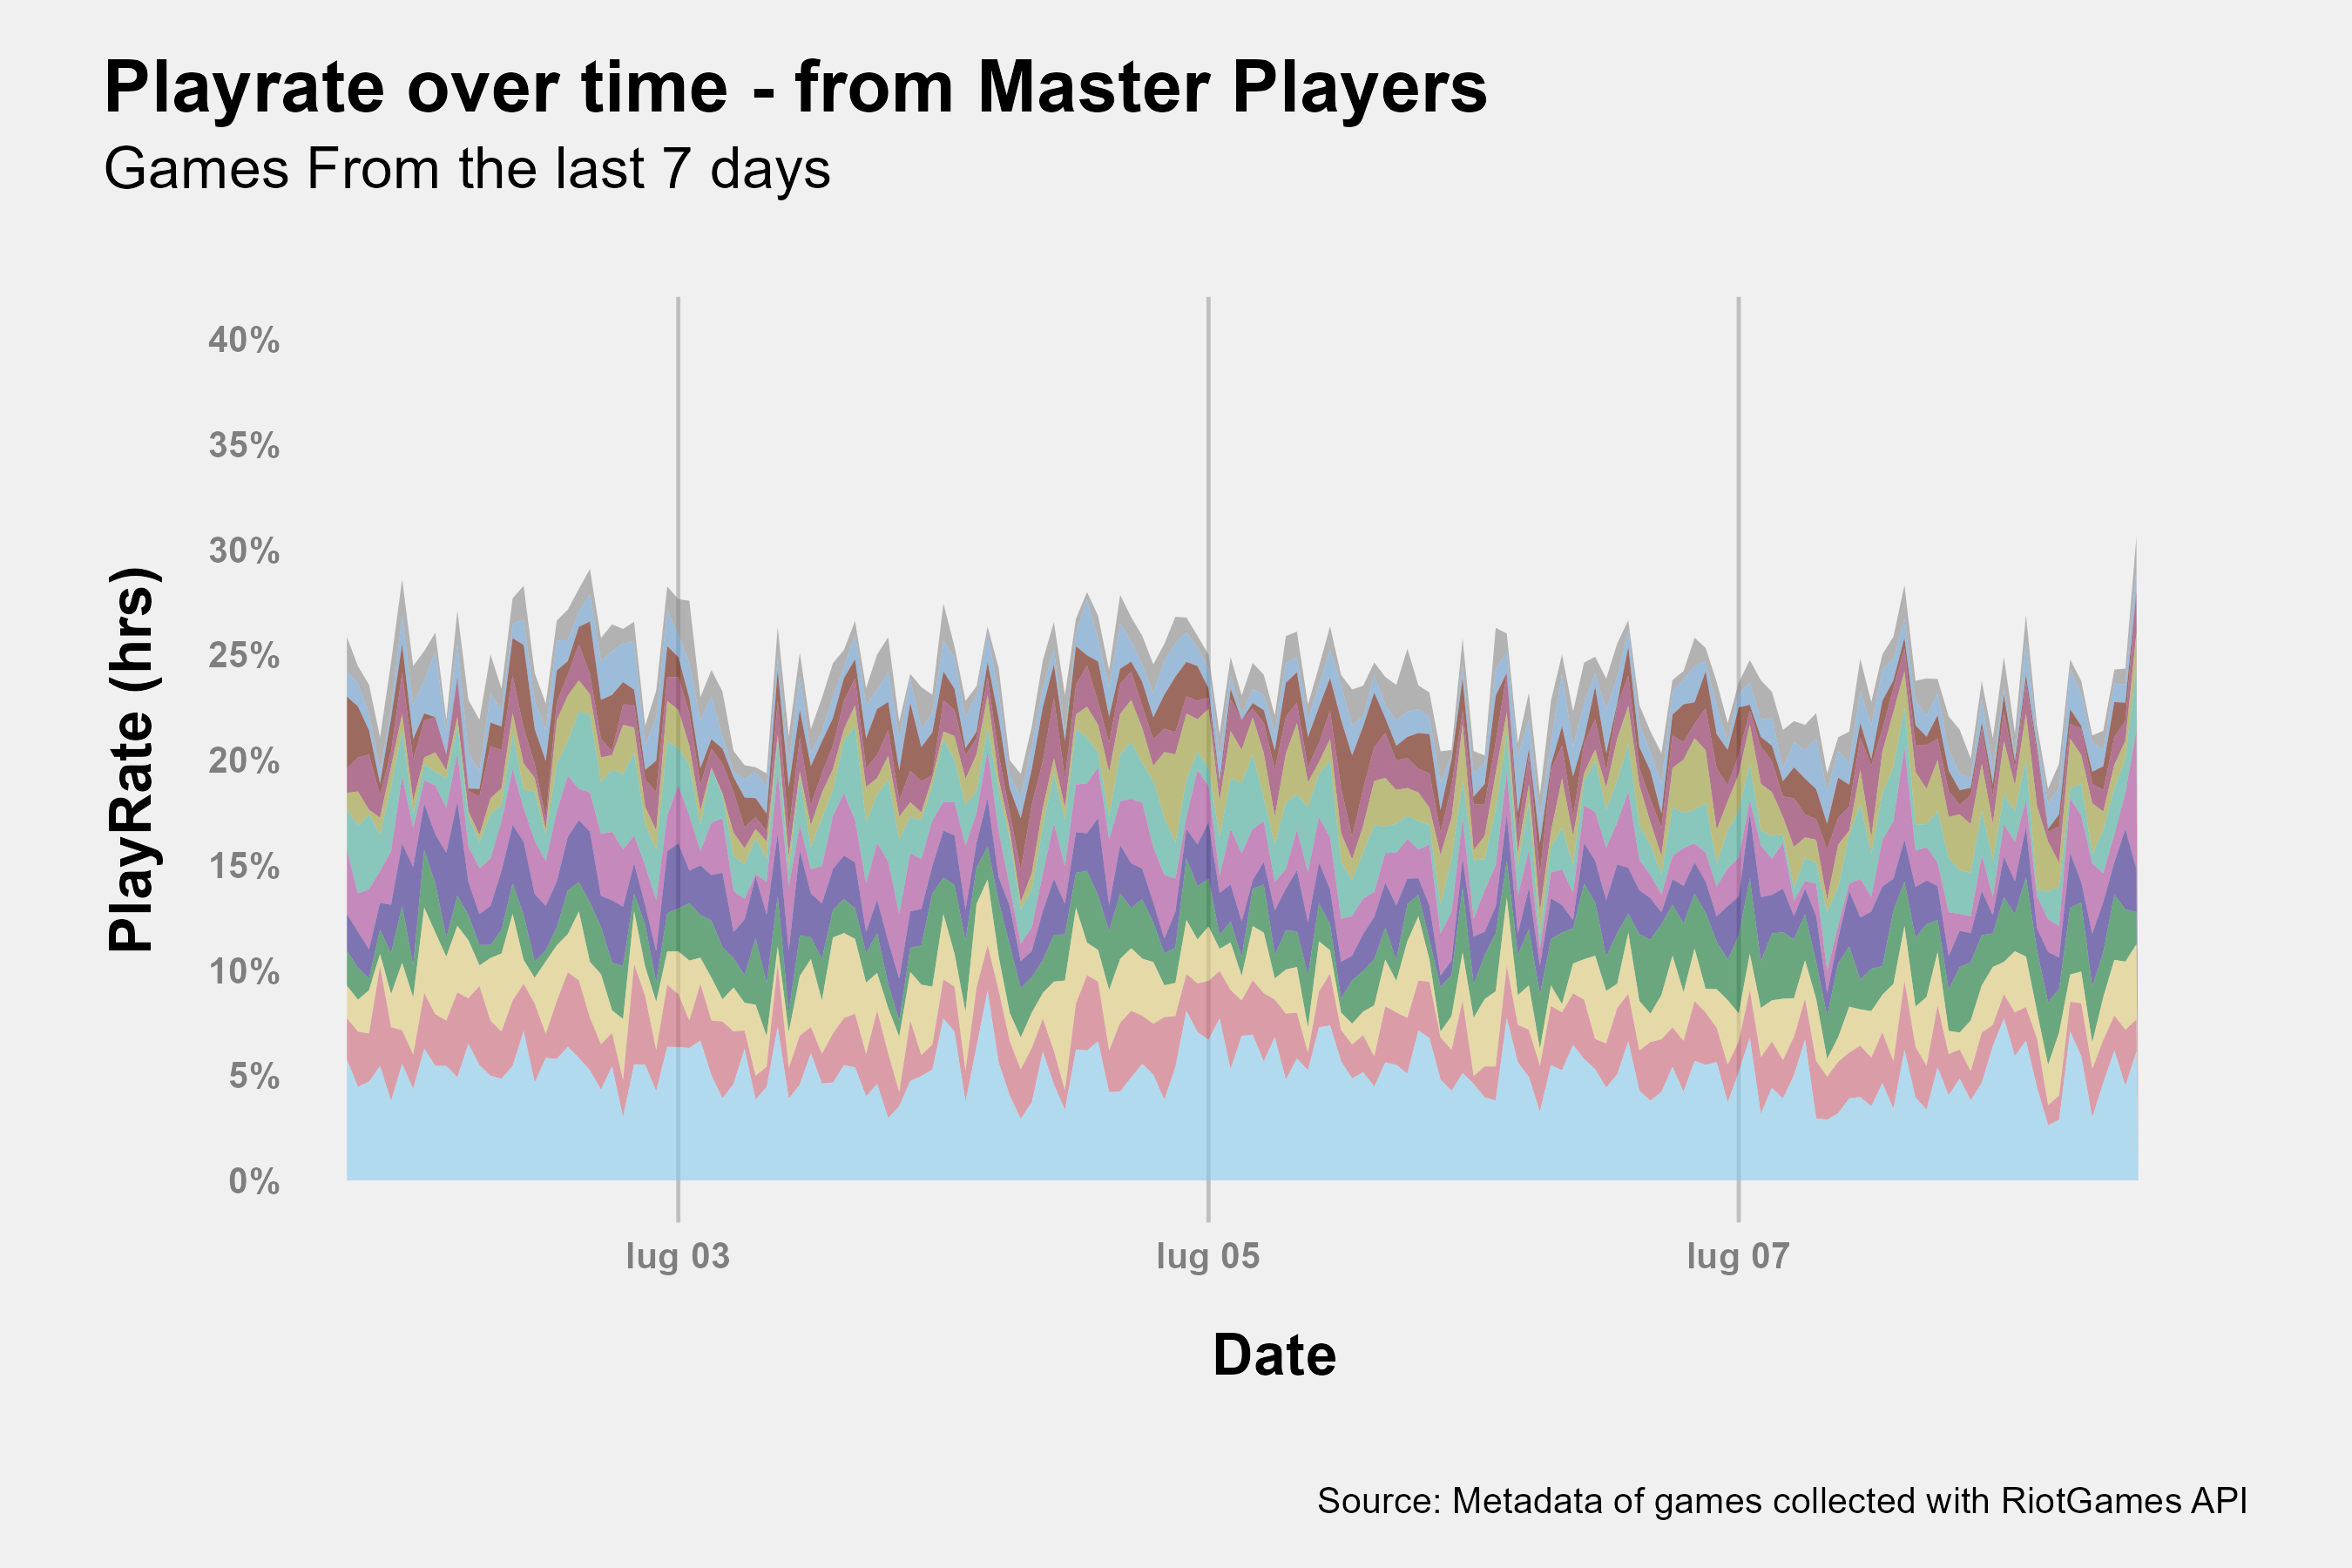 Playrate over time - from Master Players
Games From the last 7 days
PlayRate (hrs)
40%
35%
30%
25%
20%
15%
10%
5%
0%
lug 03
lug 05
lug 07
Date
Source: Metadata of games collected with RiotGames API